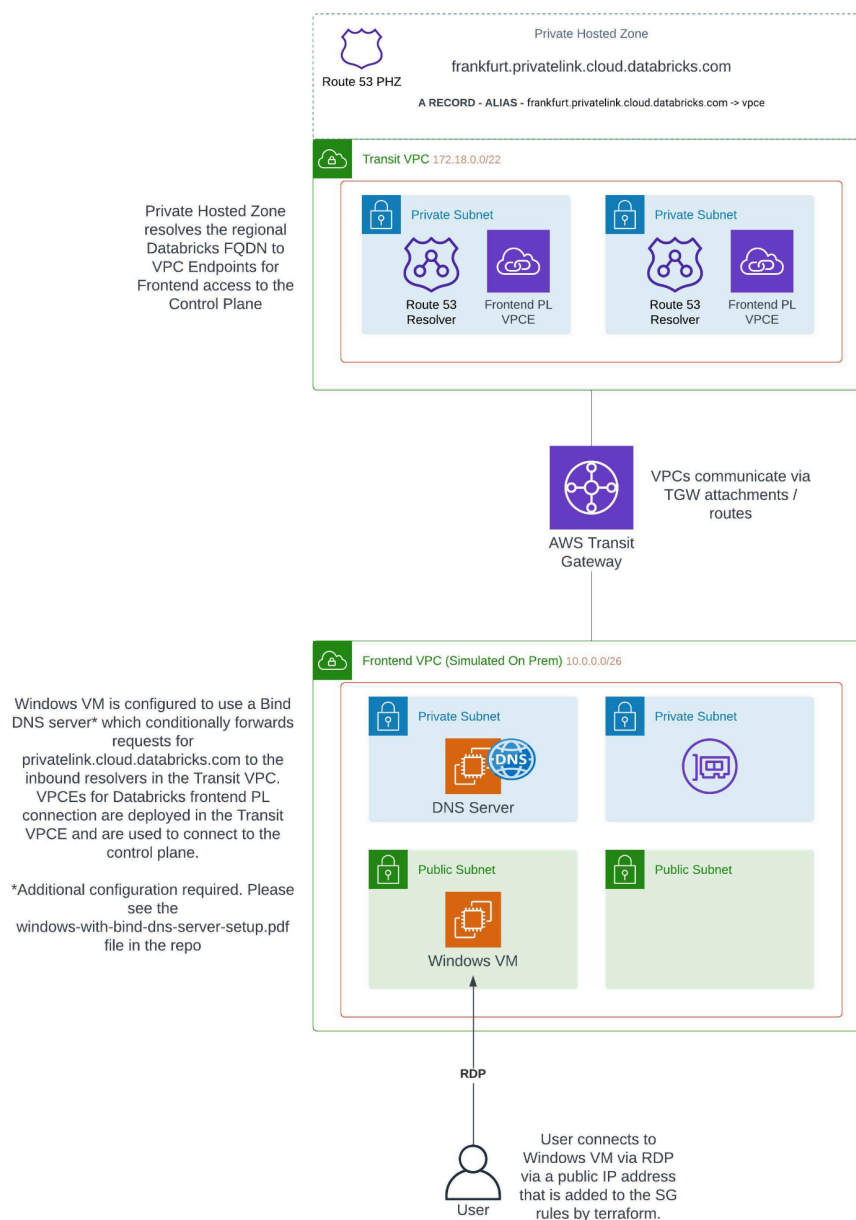 Private Hosted Zone
Route 53 PHZ
frankfurt.privatelink.cloud.databricks.com
A RECORD - ALIAS - frankfurt.privatelink.cloud.databricks.com -> vpce
Transit VPC 172.18.0.0/22
Private Hosted Zone
resolves the regional
Databricks FQDN to
VPC Endpoints for
Frontend access to the
Control Plane
Private Subnet
Route 53
Resolver
Frontend PL
VPCE
Private Subnet
Route 53
Resolver
Frontend PL
VPCE
AWS Transit
Gateway
VPCs communicate via
TGW attachments /
routes
Frontend VPC (Simulated On Prem) 10.0.0.0/26
Windows VM is configured to use a Bind
DNS server* which conditionally forwards
requests for
privatelink.cloud.databricks.com to the
inbound resolvers in the Transit VPC.
VPCEs for Databricks frontend PL
connection are deployed in the Transit
VPCE and are used to connect to the
control plane.
*Additional configuration required. Please
see the
windows-with-bind-dns-server-setup.pdf
file in the repo
Private Subnet
DNS
DNS Server
Private Subnet
Public Subnet
Windows VM
Public Subnet
RDP
User
User connects to
Windows VM via RDP
via a public IP address
that is added to the SG
rules by terraform.